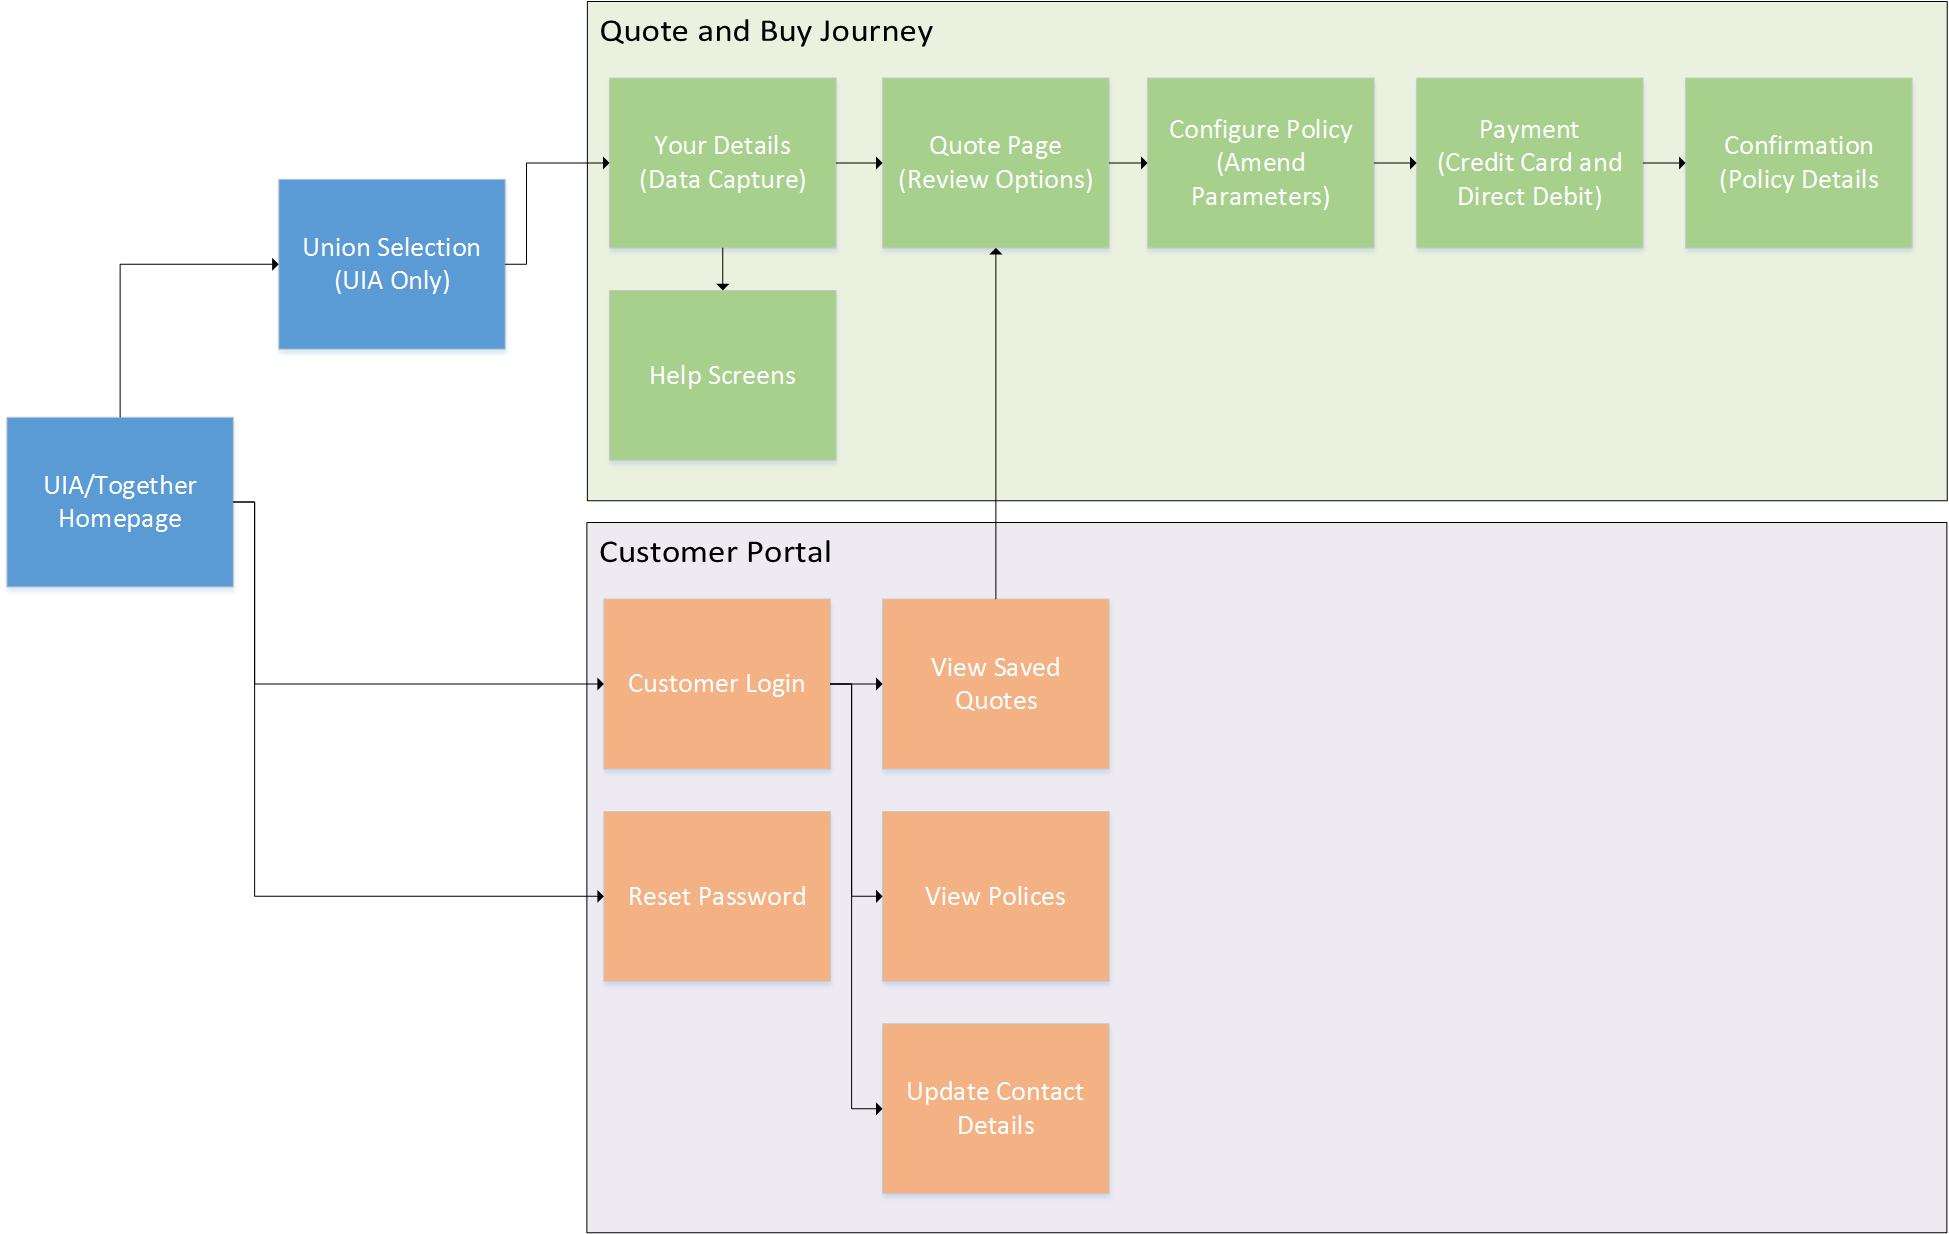 Quote and Buy Journey
Your Details
(Data Capture)
Quote Page
(Review Options)
Configure Policy
(Amend
Parameters)
Payment
(Credit Card and
Direct Debit)
Confirmation
(Policy Details
Union Selection
(UIA Only)
Help Screens
UIA/Together
Homepage
Customer Portal
Customer Login
View Saved
Quotes
Reset Password
View Polices
Update Contact
Details